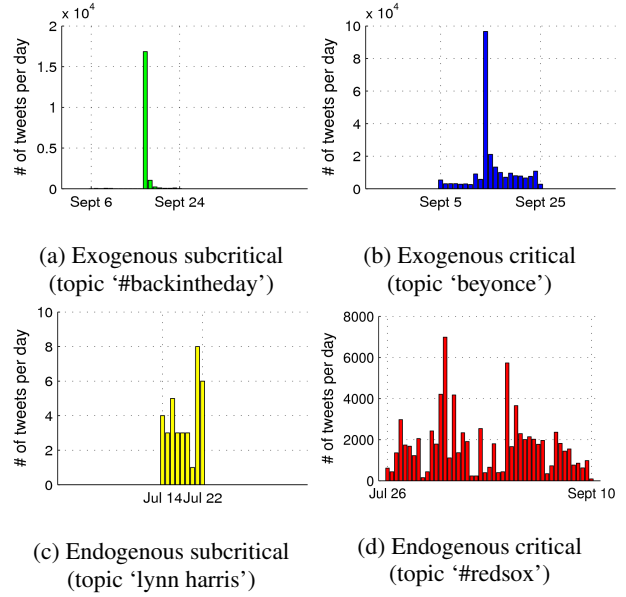 x 10^4
2
1.5
1
0.5
0
# of tweets per day
Sept 6 Sept 24
(a) Exogenous subcritical
(topic ‘#backintheday’)
x 10^4
10
8
6
4
2
0
# of tweets per day
Sept 5 Sept 25
(b) Exogenous critical
(topic ‘beyonce’)
10
8
6
4
2
0
# of tweets per day
Jul 14 Jul 22
(c) Endogenous subcritical
(topic ‘lynn harris’)
8000
6000
4000
2000
0
# of tweets per day
Jul 26 Sept 10
(d) Endogenous critical
(topic ‘#redsox’)